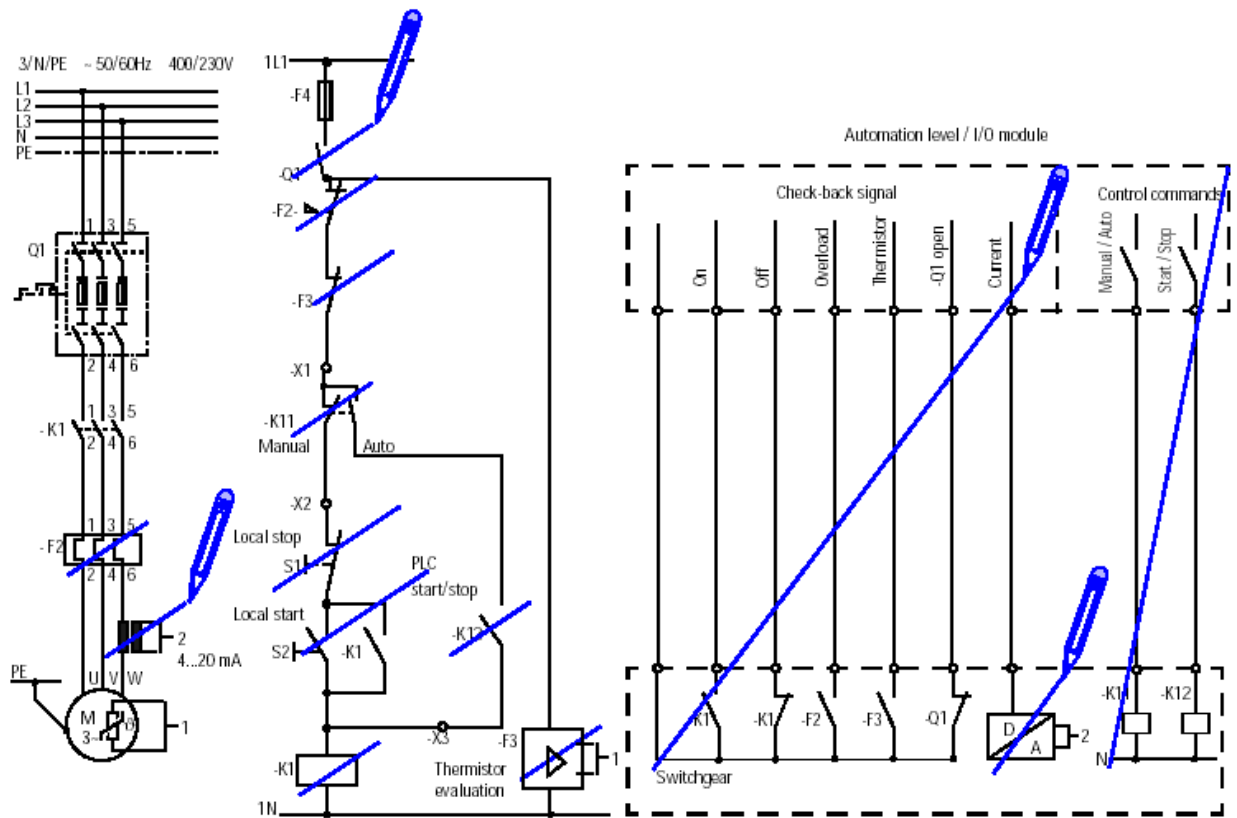 3/N/PE ~ 50/60Hz 400/230V
L1
L2
L3
N
PE
1 3 5
Q1
2 4 6
1 3 5
-K1
2 4 6
1 3 5
-F2
2 4 6
2
4...20 mA
PE
U V W
M
3~
1
1L1
-F4
-Q1
-F2-
-F3
-X1
-K11
Manual
Auto
-X2
Local stop
S1
PLC
start/stop
Local start
S2
-K1
-K12
-X3
-F3
-K1
Thermistor
evaluation
1
1N
Automation level / I/O module
Check-back signal
Control commands
On
Off
Overload
Thermistor
-Q1 open
Current
Manual / Auto
Start / Stop
-K1
-K1
-F2
-F3
-Q1
D
A
2
-K11
-K12
N
Switchgear